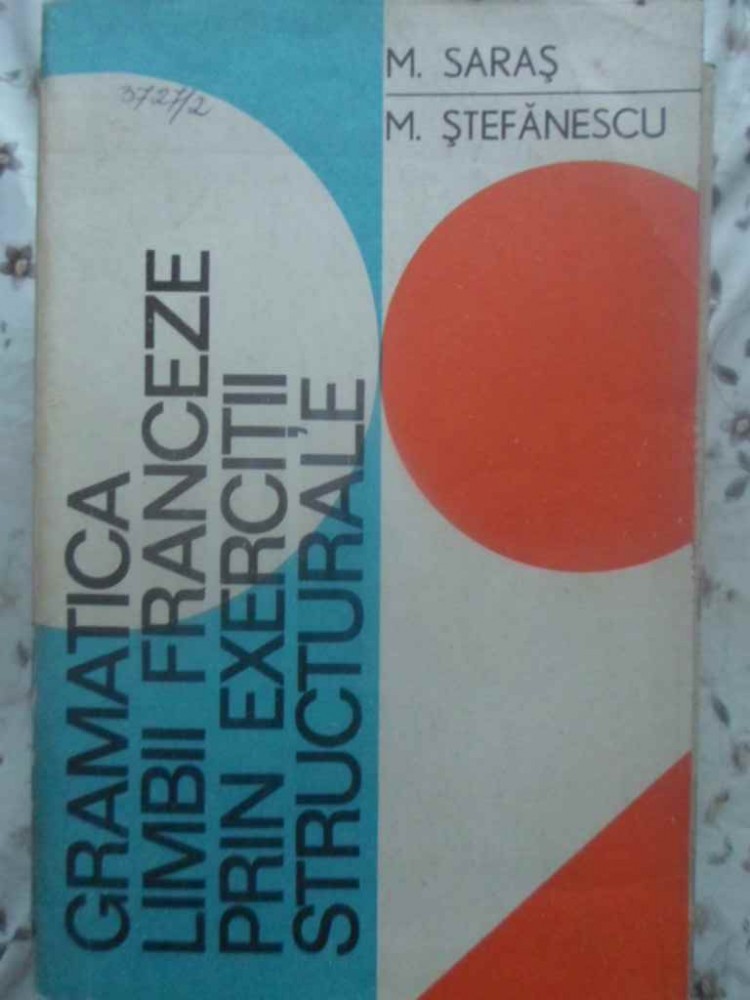 M. SARAŞ
M. ŞTEFĂNESCU
3727/2
GRAMATICA
LIMBII FRANCEZE
PRIN EXERCIŢII
STRUCTURALE